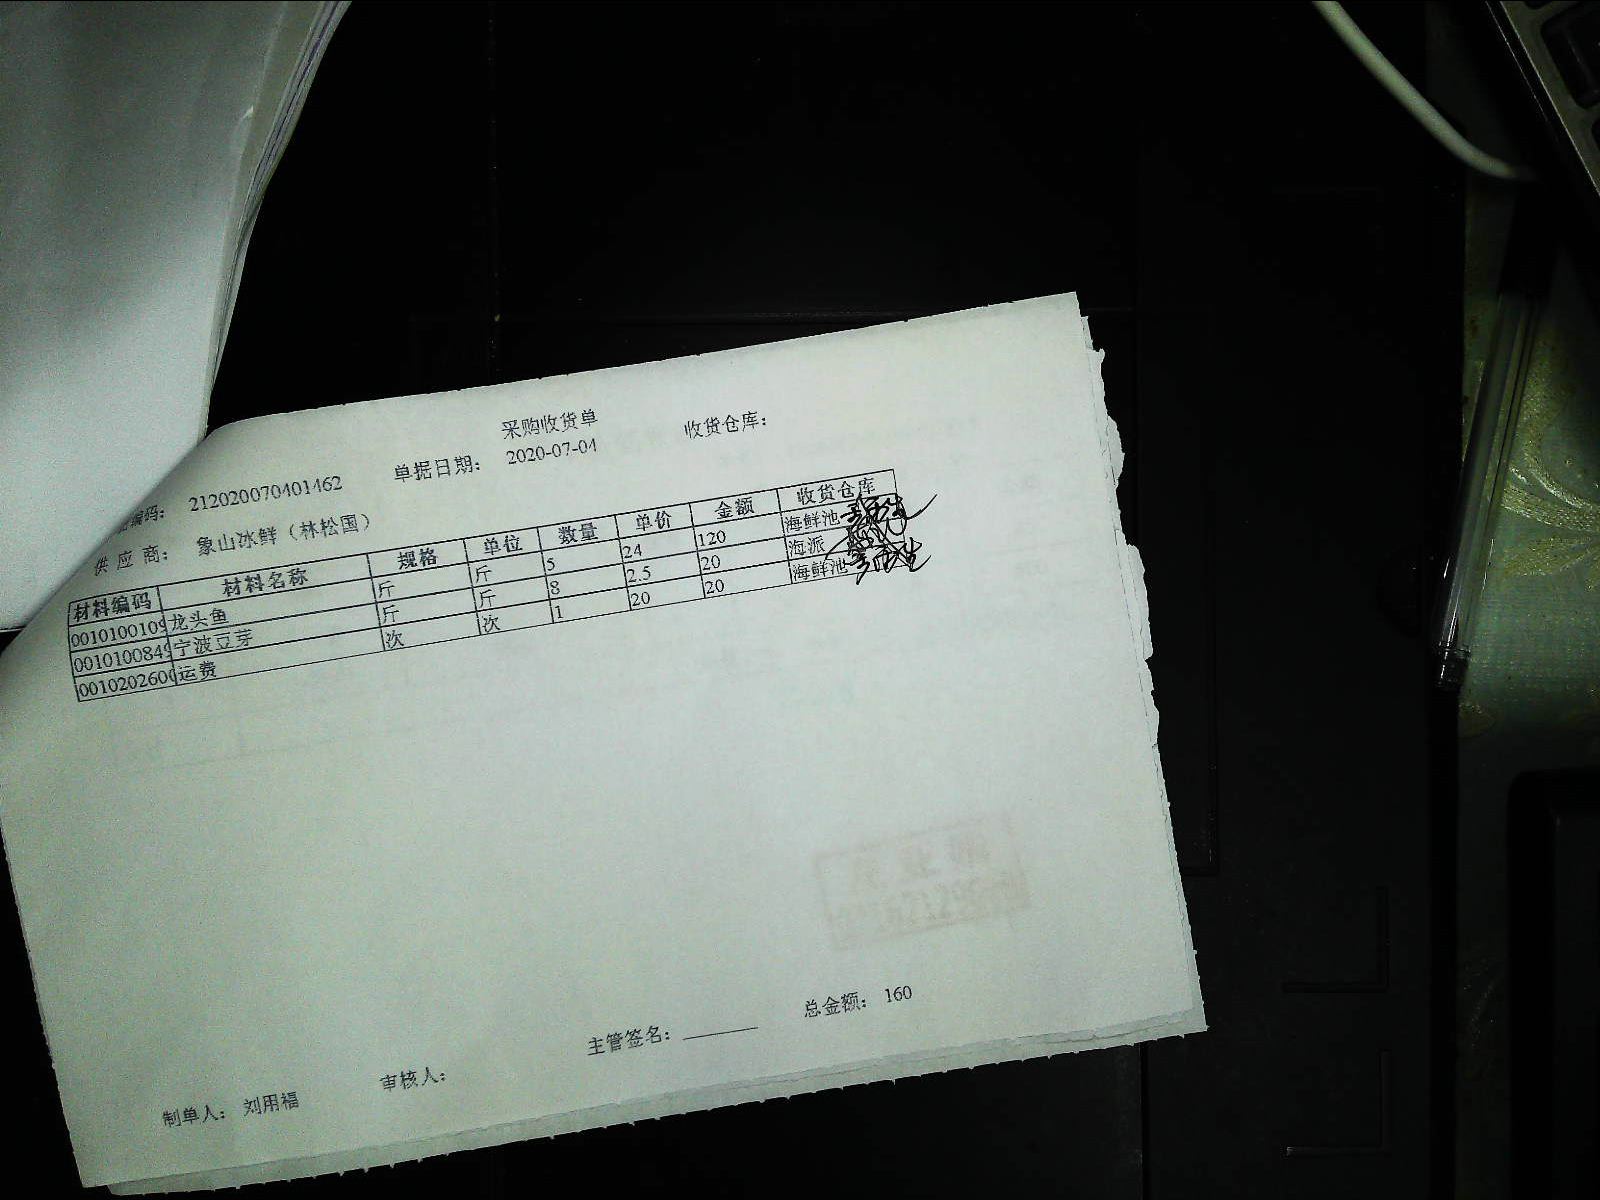 采购收货单
编码： 212020070401462 单据日期： 2020-07-04 收货仓库：
供应商： 象山冰鲜（林松国）
材料编码 材料名称 规格 单位 数量 单价 金额 收货仓库
001010010 龙头鱼 斤 斤 5 24 120 海鲜池
001010084 宁波豆芽 斤 斤 8 2.5 20 海派
001020260 运费 次 次 1 20 20 海鲜池
制单人： 刘用福 审核人： 主管签名： 总金额： 160